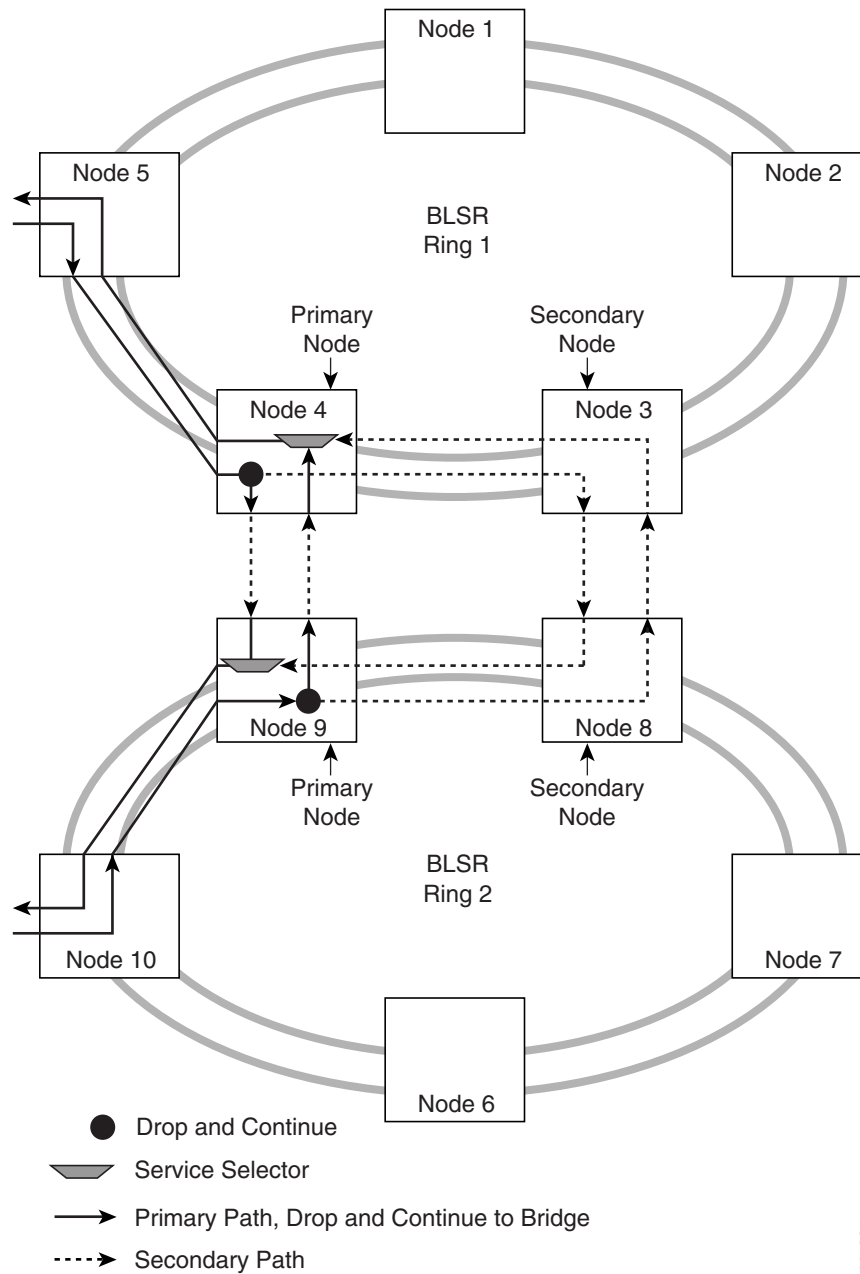 Node 1
Node 5
Node 2
BLSR
Ring 1
Primary
Node
Secondary
Node
Node 4
Node 3
Node 9
Node 8
Primary
Node
Secondary
Node
BLSR
Ring 2
Node 10
Node 7
Node 6
Drop and Continue
Service Selector
Primary Path, Drop and Continue to Bridge
Secondary Path